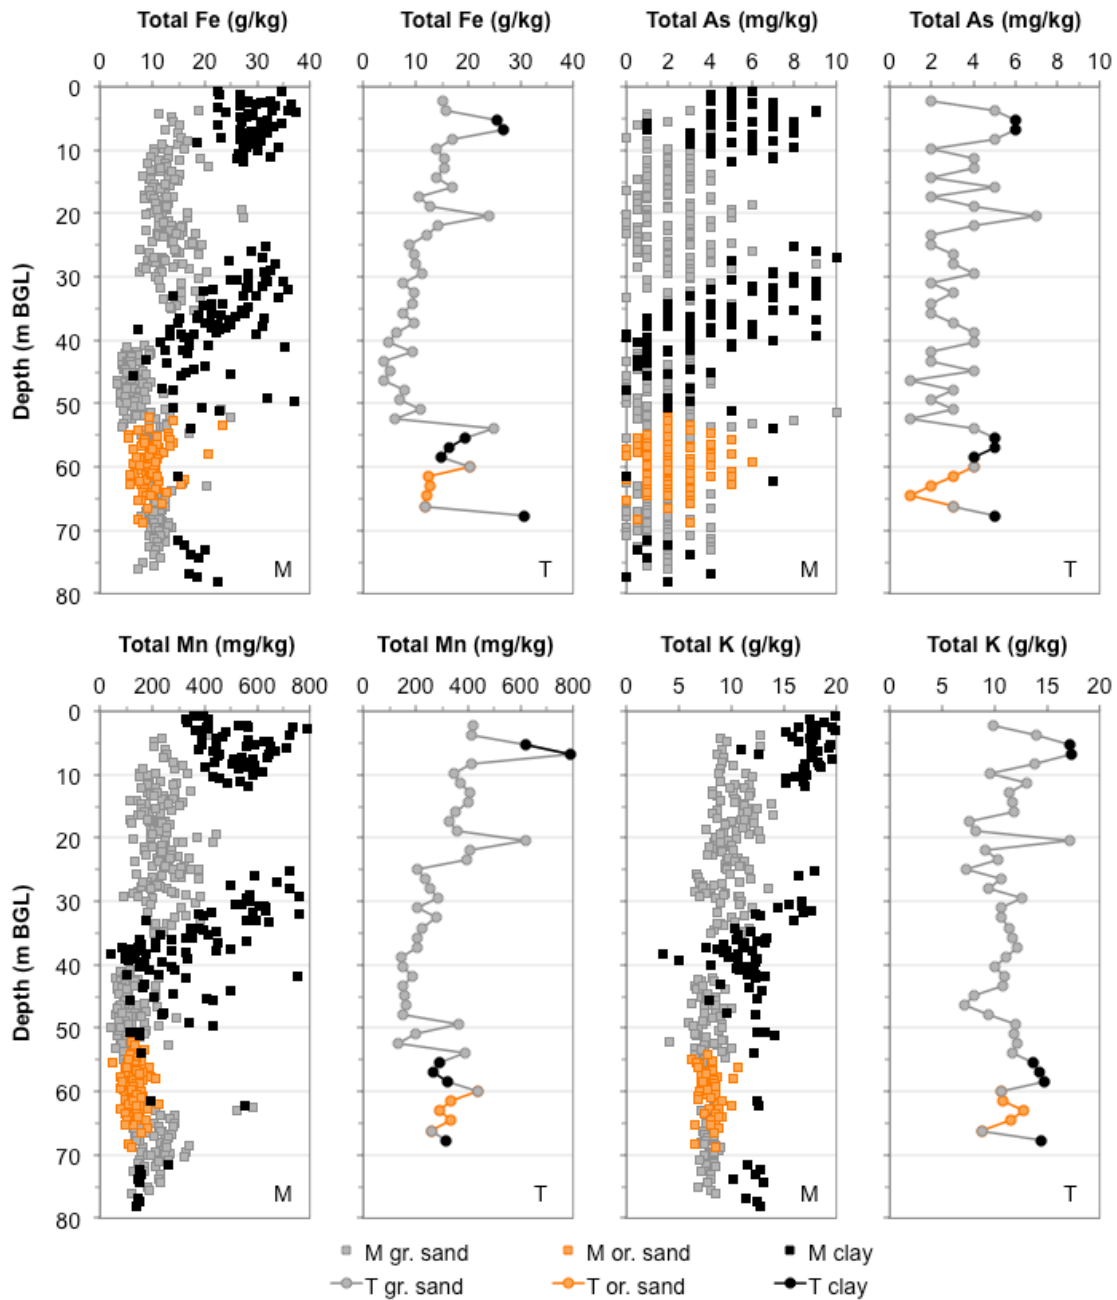 Total Fe (g/kg) Total Fe (g/kg) Total As (mg/kg) Total As (mg/kg)
0 10 20 30 40 0 10 20 30 40 0 2 4 6 8 10 0 2 4 6 8 10
0
10
20
30
40
50
60
70
80
Depth (m BGL)
M T M T
Total Mn (mg/kg) Total Mn (mg/kg) Total K (g/kg) Total K (g/kg)
0 200 400 600 800 0 200 400 600 800 0 5 10 15 20 0 5 10 15 20
0
10
20
30
40
50
60
70
80
Depth (m BGL)
M T M T
M gr. sand M or. sand M clay
T gr. sand T or. sand T clay